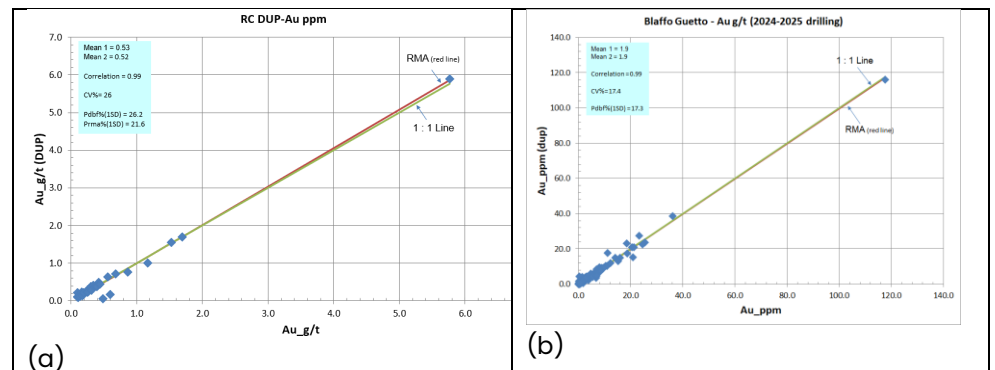 RC DUP-Au ppm
7.0
6.0
5.0
4.0
3.0
2.0
1.0
0.0
Au_g/t (DUP)
Mean 1 = 0.53
Mean 2 = 0.52
Correlation = 0.99
CV%= 26
Pdbf%(1SD) = 26.2
Prma%(1SD) = 21.6
RMA (red line)
1 : 1 Line
0.0 1.0 2.0 3.0 4.0 5.0 6.0
Au_g/t
(a)
Blaffo Guetto - Au g/t (2024-2025 drilling)
140.0
120.0
100.0
80.0
60.0
40.0
20.0
0.0
Au_ppm (dup)
Mean 1 = 1.9
Mean 2 = 1.9
Correlation =0.99
CV%=17.4
Pdbf%(1SD) =17.3
1 : 1 Line
RMA (red line)
0.0 20.0 40.0 60.0 80.0 100.0 120.0 140.0
Au_ppm
(b)